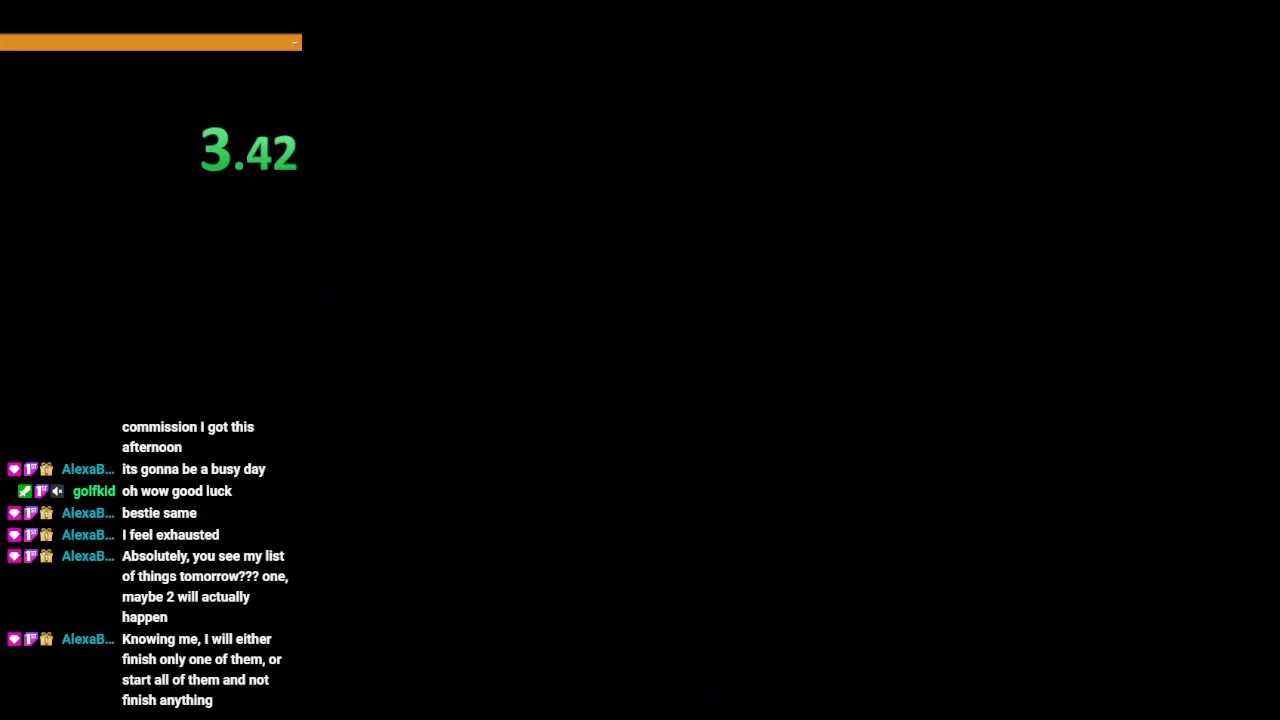 -
3.42
commission I got this
afternoon
AlexaB... its gonna be a busy day
golfkid oh wow good luck
AlexaB... bestie same
AlexaB... I feel exhausted
AlexaB... Absolutely, you see my list
of things tomorrow??? one,
maybe 2 will actually
happen
AlexaB... Knowing me, I will either
finish only one of them, or
start all of them and not
finish anything